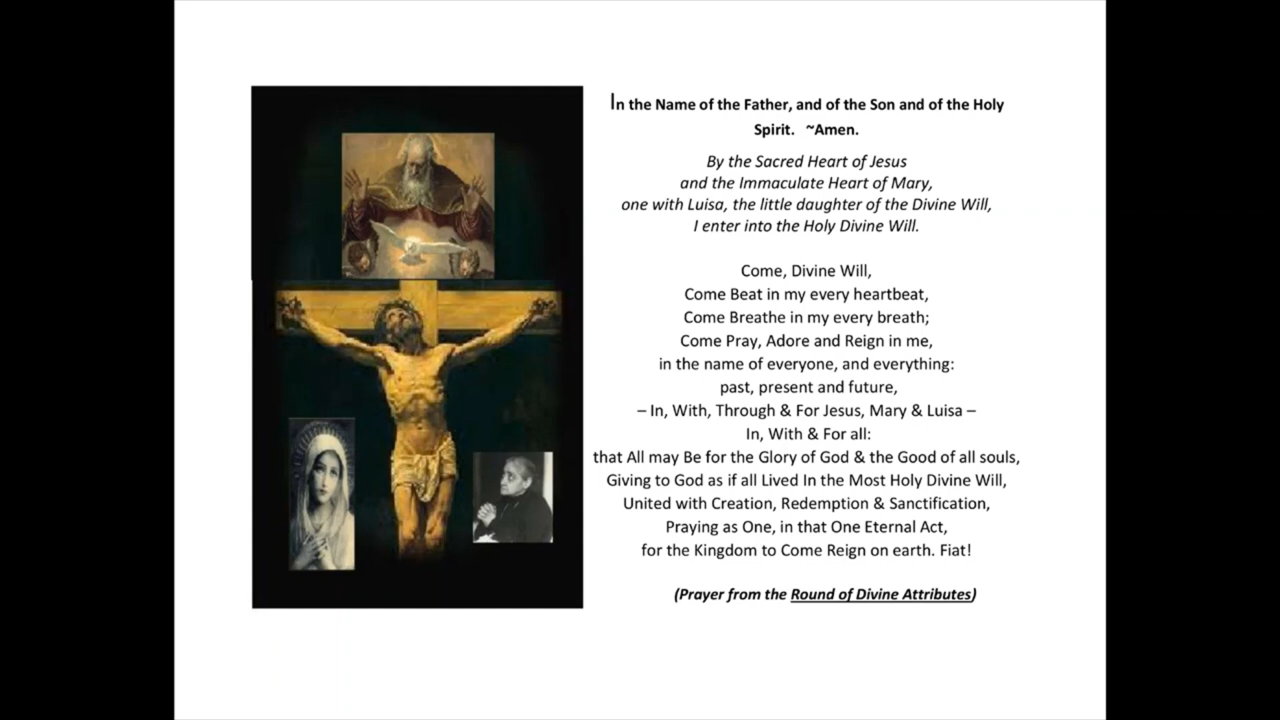 In the Name of the Father, and of the Son and of the Holy
Spirit.   ~Amen.
By the Sacred Heart of Jesus
and the Immaculate Heart of Mary,
one with Luisa, the little daughter of the Divine Will,
I enter into the Holy Divine Will.
Come, Divine Will,
Come Beat in my every heartbeat,
Come Breathe in my every breath;
Come Pray, Adore and Reign in me,
in the name of everyone, and everything:
past, present and future,
– In, With, Through & For Jesus, Mary & Luisa –
In, With & For all:
that All may Be for the Glory of God & the Good of all souls,
Giving to God as if all Lived In the Most Holy Divine Will,
United with Creation, Redemption & Sanctification,
Praying as One, in that One Eternal Act,
for the Kingdom to Come Reign on earth. Fiat!
(Prayer from the Round of Divine Attributes)